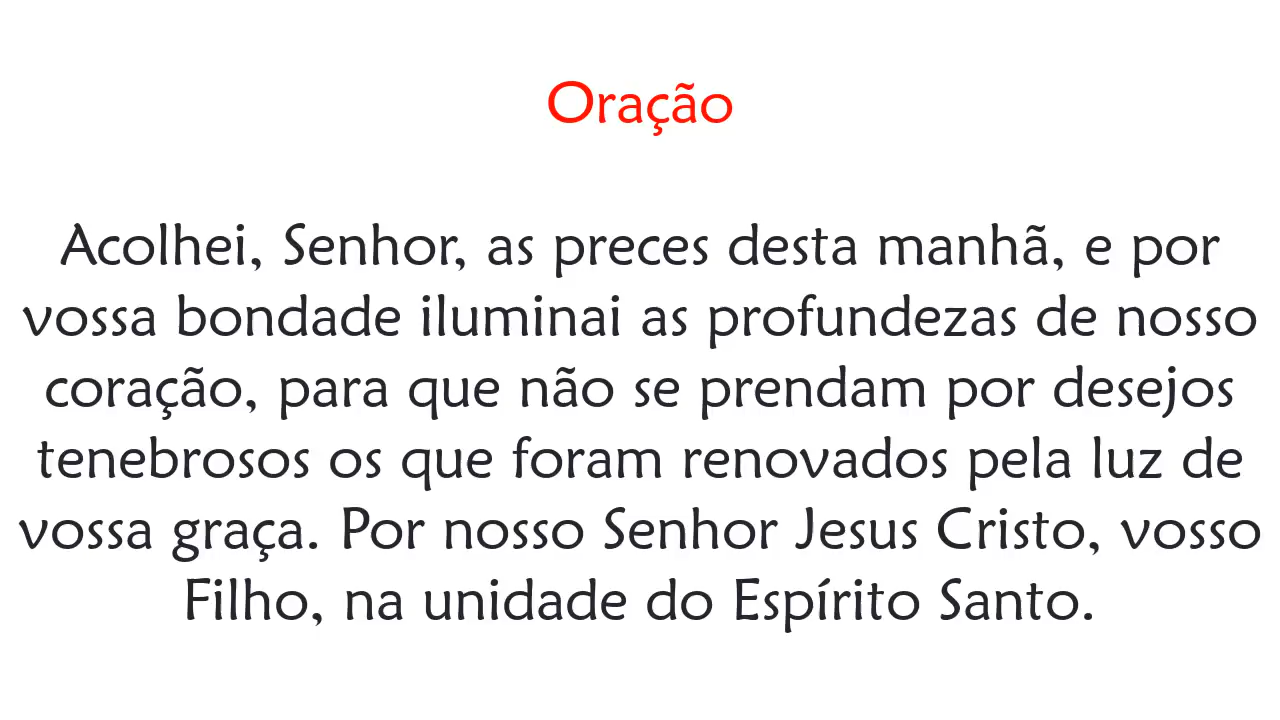 Oração
Acolhei, Senhor, as preces desta manhã, e por
vossa bondade iluminai as profundezas de nosso
coração, para que não se prendam por desejos
tenebrosos os que foram renovados pela luz de
vossa graça. Por nosso Senhor Jesus Cristo, vosso
Filho, na unidade do Espírito Santo.